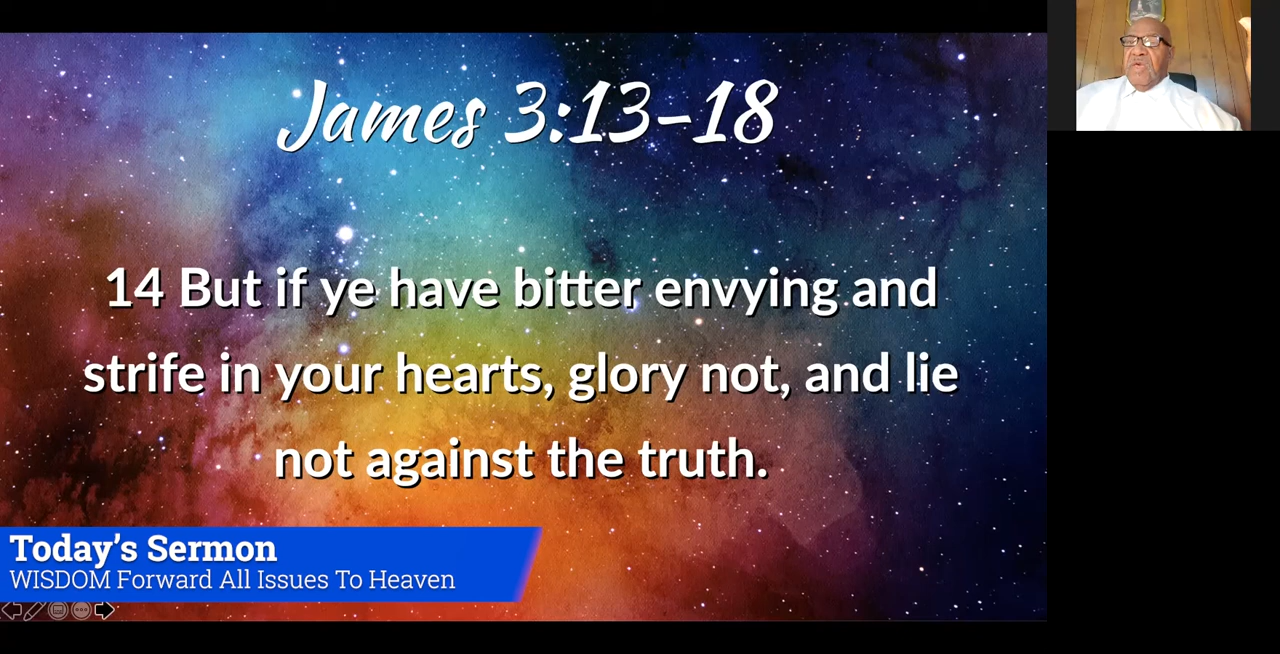 James 3:13-18
14 But if ye have bitter envying and
strife in your hearts, glory not, and lie
not against the truth.
Today's Sermon
WISDOM Forward All Issues To Heaven